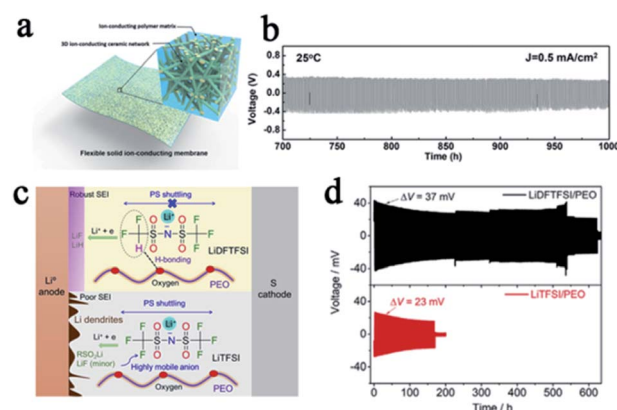 a
Ion-conducting polymer matrix
3D ion-conducting ceramic network
Flexible solid ion-conducting membrane
b
25°C
J=0.5 mA/cm²
Voltage (V)
0.8
0.4
0.0
-0.4
-0.8
700 750 800 850 900 950 1000
Time (h)
c
Robust SEI
PS shuttling
Li⁺
LiF
LiH
Li⁺ + e
F F O O F
F S N S F
H O O F
LiDFTFSI
H-bonding
Oxygen
PEO
Li⁰
anode
S
cathode
Poor SEI
PS shuttling
Li dendrites
Li⁺
Li⁺ + e
F O O F
F S N S F
F O O F
RSO₂Li
LiF (minor)
LiTFSI
Highly mobile anion
Oxygen
PEO
d
ΔV = 37 mV
LiDFTFSI/PEO
ΔV = 23 mV
LiTFSI/PEO
Voltage / mV
40
0
-40
40
0
-40
0 100 200 300 400 500 600
Time / h